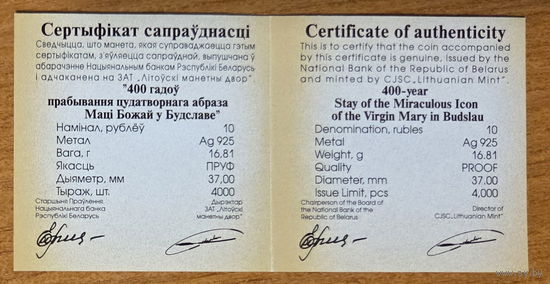 Сертыфікат сапраўднасці
Сведчыцца, што манета, якая суправаджаецца гэтым
сертыфікатам, з'яўляецца сапраўднай, выпушчана ў
абарачэнне Нацыянальным банкам Рэспублікі Беларусь
і адчаканена на ЗАТ „Літоўскі манетны двор"
"400 гадоў
прабывання цудатворнага абраза
Маці Божай у Будславе"
Намінал, рублёў 10
Метал Ag 925
Вага, г 16,81
Якасць ПРУФ
Дыяметр, мм 37,00
Тыраж, шт. 4000
Старшыня Праўлення
Нацыянальнага банка
Рэспублікі Беларусь
Дырэктар
ЗАТ „Літоўскі
манетны двор"
Certificate of authenticity
This is to certify that the coin accompanied
by this certificate is genuine, issued by the
National Bank of the Republic of Belarus
and minted by CJSC „Lithuanian Mint".
400-year
Stay of the Miraculous Icon
of the Virgin Mary in Budslau
Denomination, rubles 10
Metal Ag 925
Weight, g 16.81
Quality PROOF
Diameter, mm 37.00
Issue Limit, pcs 4,000
Chairperson of the Board of
the National Bank of the
Republic of Belarus
Director of
CJSC „Lithuanian Mint"